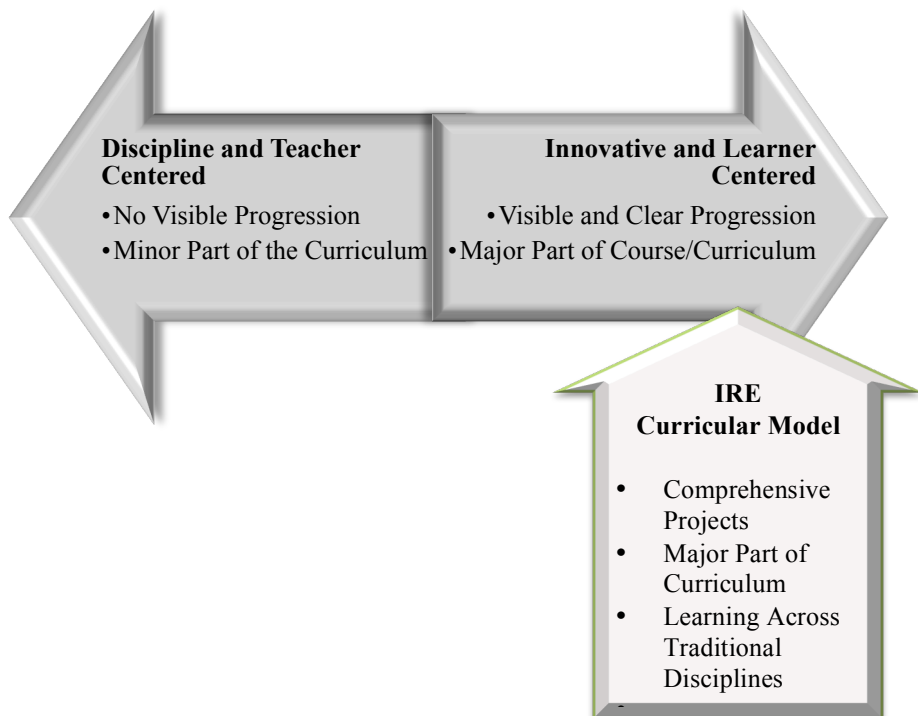 Discipline and Teacher
Centered
•No Visible Progression
•Minor Part of the Curriculum
Innovative and Learner
Centered
•Visible and Clear Progression
•Major Part of Course/Curriculum
IRE
Curricular Model
• Comprehensive
Projects
• Major Part of
Curriculum
• Learning Across
Traditional
Disciplines